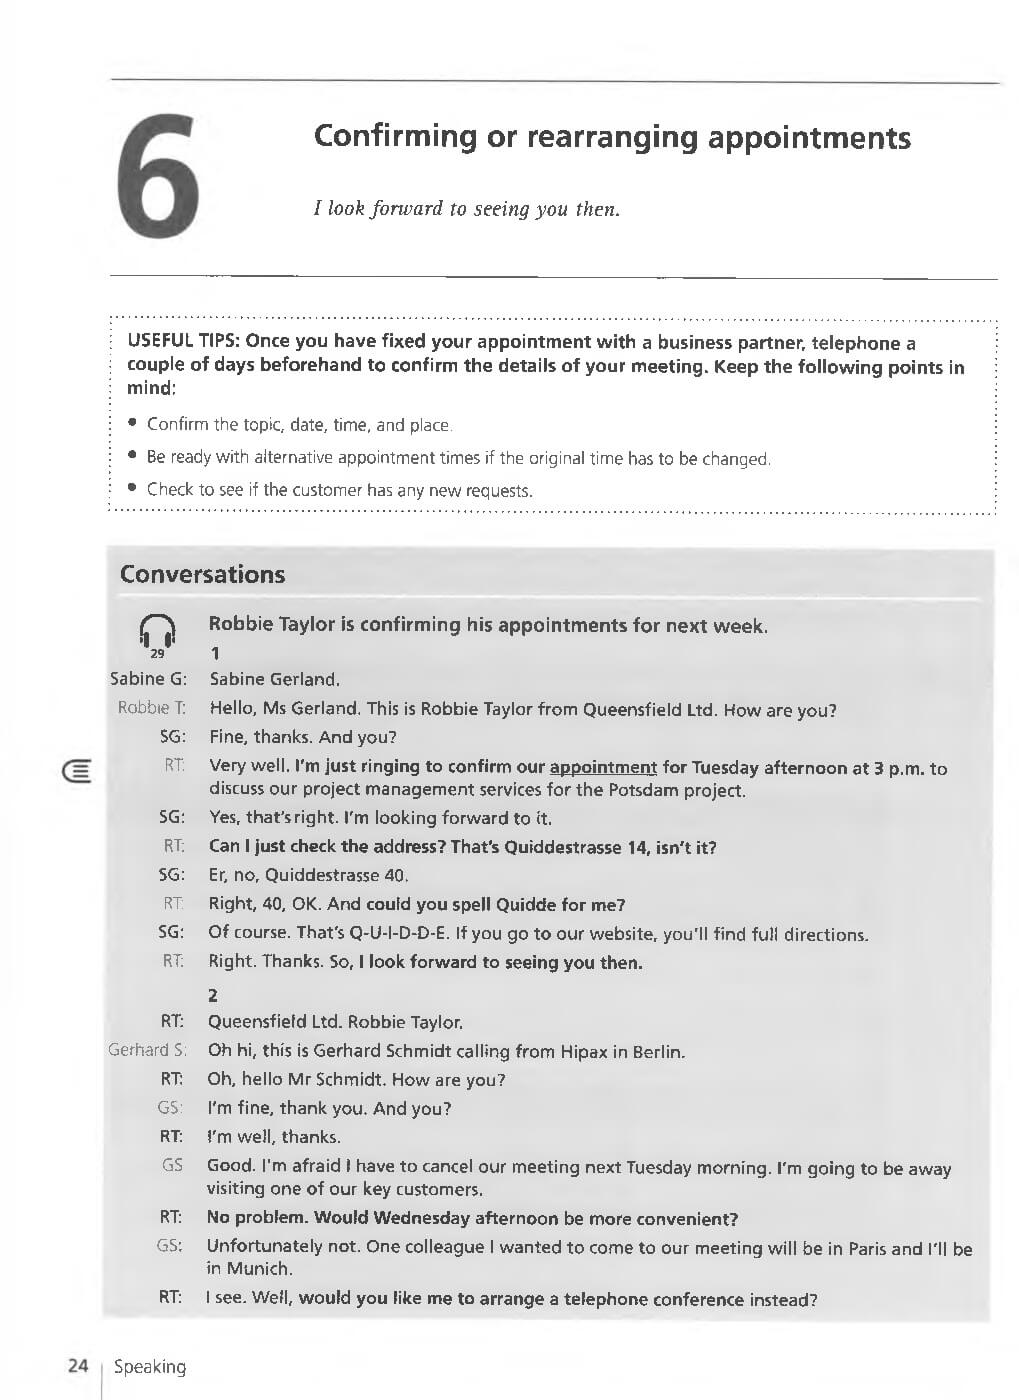 6
Confirming or rearranging appointments
I look forward to seeing you then.
USEFUL TIPS: Once you have fixed your appointment with a business partner, telephone a
couple of days beforehand to confirm the details of your meeting. Keep the following points in
mind:
• Confirm the topic, date, time, and place.
• Be ready with alternative appointment times if the original time has to be changed.
• Check to see if the customer has any new requests.
Conversations
Robbie Taylor is confirming his appointments for next week.
29 1
Sabine G: Sabine Gerland.
Robbie T: Hello, Ms Gerland. This is Robbie Taylor from Queensfield Ltd. How are you?
SG: Fine, thanks. And you?
RT: Very well. I'm just ringing to confirm our appointment for Tuesday afternoon at 3 p.m. to
discuss our project management services for the Potsdam project.
SG: Yes, that's right. I'm looking forward to it.
RT: Can I just check the address? That's Quiddestrasse 14, isn't it?
SG: Er, no, Quiddestrasse 40.
RT: Right, 40, OK. And could you spell Quidde for me?
SG: Of course. That's Q-U-I-D-D-E. If you go to our website, you'll find full directions.
RT: Right. Thanks. So, I look forward to seeing you then.
2
RT: Queensfield Ltd. Robbie Taylor.
Gerhard S: Oh hi, this is Gerhard Schmidt calling from Hipax in Berlin.
RT: Oh, hello Mr Schmidt. How are you?
GS: I'm fine, thank you. And you?
RT: I'm well, thanks.
GS Good. I'm afraid I have to cancel our meeting next Tuesday morning. I'm going to be away
visiting one of our key customers.
RT: No problem. Would Wednesday afternoon be more convenient?
GS: Unfortunately not. One colleague I wanted to come to our meeting will be in Paris and I'll be
in Munich.
RT: I see. Well, would you like me to arrange a telephone conference instead?
24 Speaking